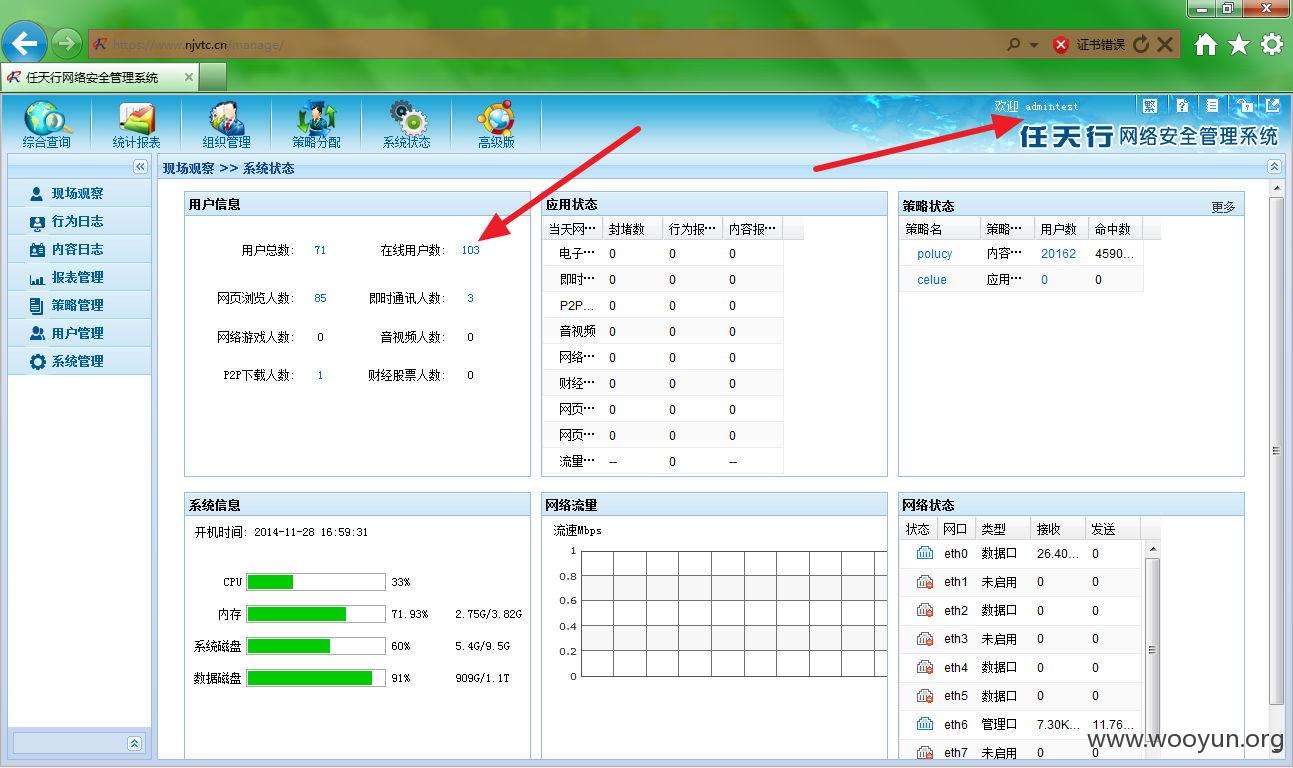 https://www.njvtc.cn/manage/
证书错误
任天行网络安全管理系统
综合查询 统计报表 组织管理 策略分配 系统状态 高级版
欢迎 admintest
繁
任天行 网络安全管理系统
现场观察
行为日志
内容日志
报表管理
策略管理
用户管理
系统管理
现场观察 >> 系统状态
用户信息
用户总数: 71 在线用户数: 103
网页浏览人数: 85 即时通讯人数: 3
网络游戏人数: 0 音视频人数: 0
P2P下载人数: 1 财经股票人数: 0
应用状态
当天网… 封堵数 行为报… 内容报…
电子… 0 0 0
即时… 0 0 0
P2P... 0 0 0
音视频 0 0 0
网络… 0 0 0
财经… 0 0 0
网页… 0 0 0
网页… 0 0 0
流量… -- 0 --
策略状态 更多
策略名 策略… 用户数 命中数
polucy 内容… 20162 4590...
celue 应用… 0 0
系统信息
开机时间: 2014-11-28 16:59:31
CPU 33%
内存 71.93% 2.75G/3.82G
系统磁盘 60% 5.4G/9.5G
数据磁盘 91% 909G/1.1T
网络流量
流速Mbps
1
0.8
0.6
0.4
0.2
0
网络状态
状态 网口 类型 接收 发送
eth0 数据口 26.40... 0
eth1 未启用 0 0
eth2 数据口 0 0
eth3 未启用 0 0
eth4 数据口 0 0
eth5 数据口 0 0
eth6 管理口 7.30K... 11.76...
eth7 未启用 0 0
www.wooyun.org